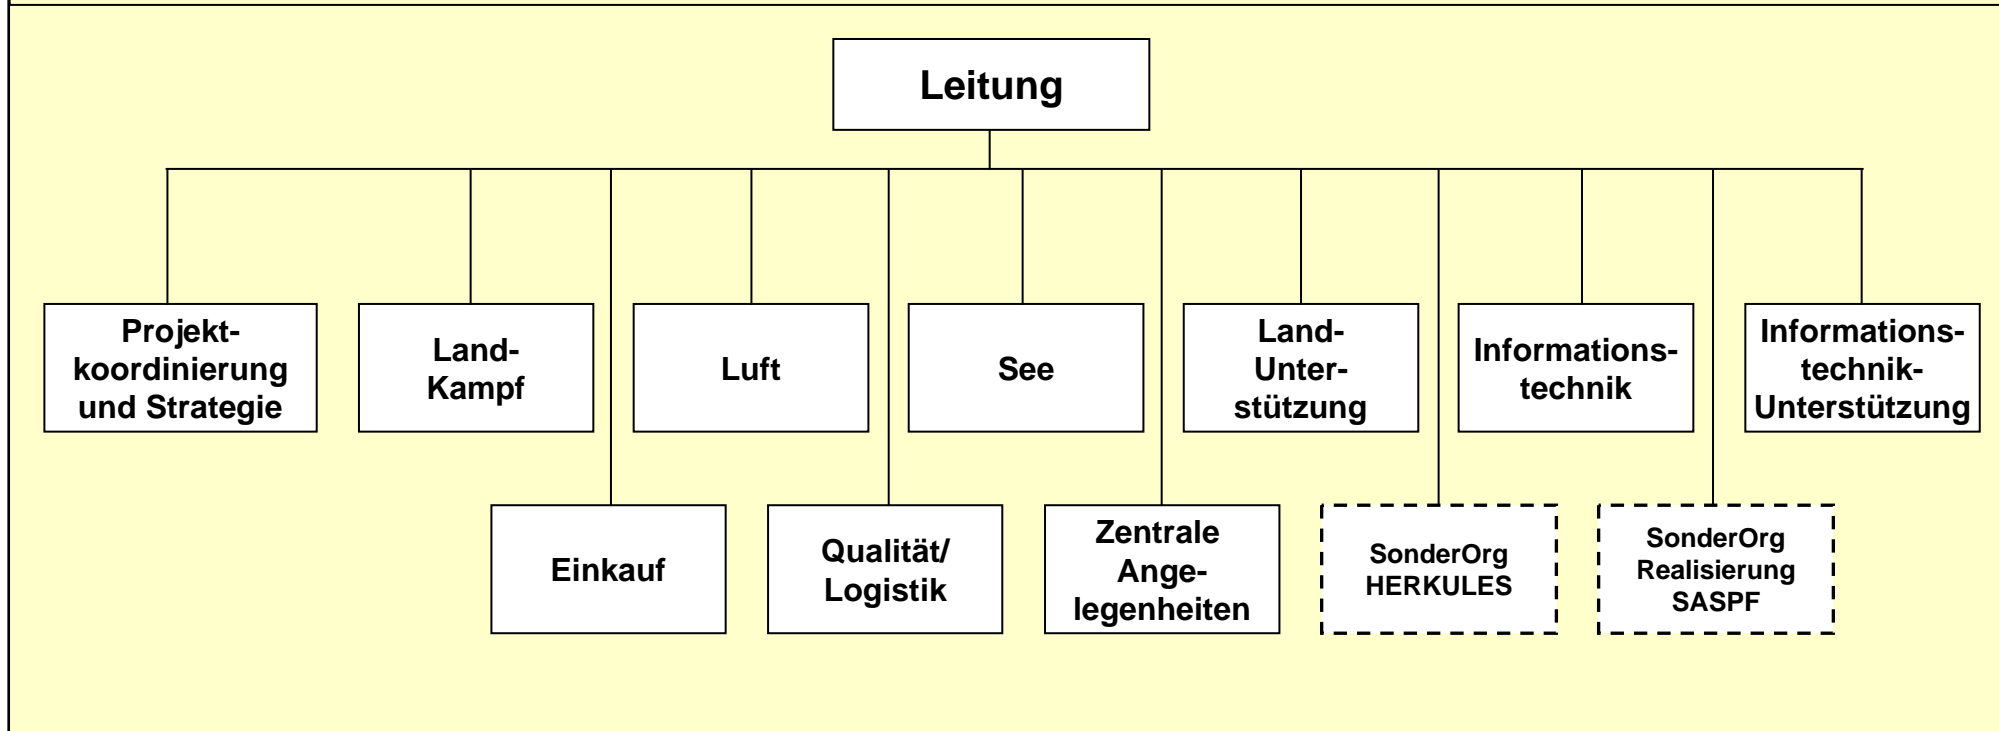 Leitung
Projekt-
koordinierung
und Strategie
Land-
Kampf
Luft
See
Land-
Unter-
stützung
Informations-
technik
Informations-
technik-
Unterstützung
Einkauf
Qualität/
Logistik
Zentrale
Ange-
legenheiten
SonderOrg
HERKULES
SonderOrg
Realisierung
SASPF